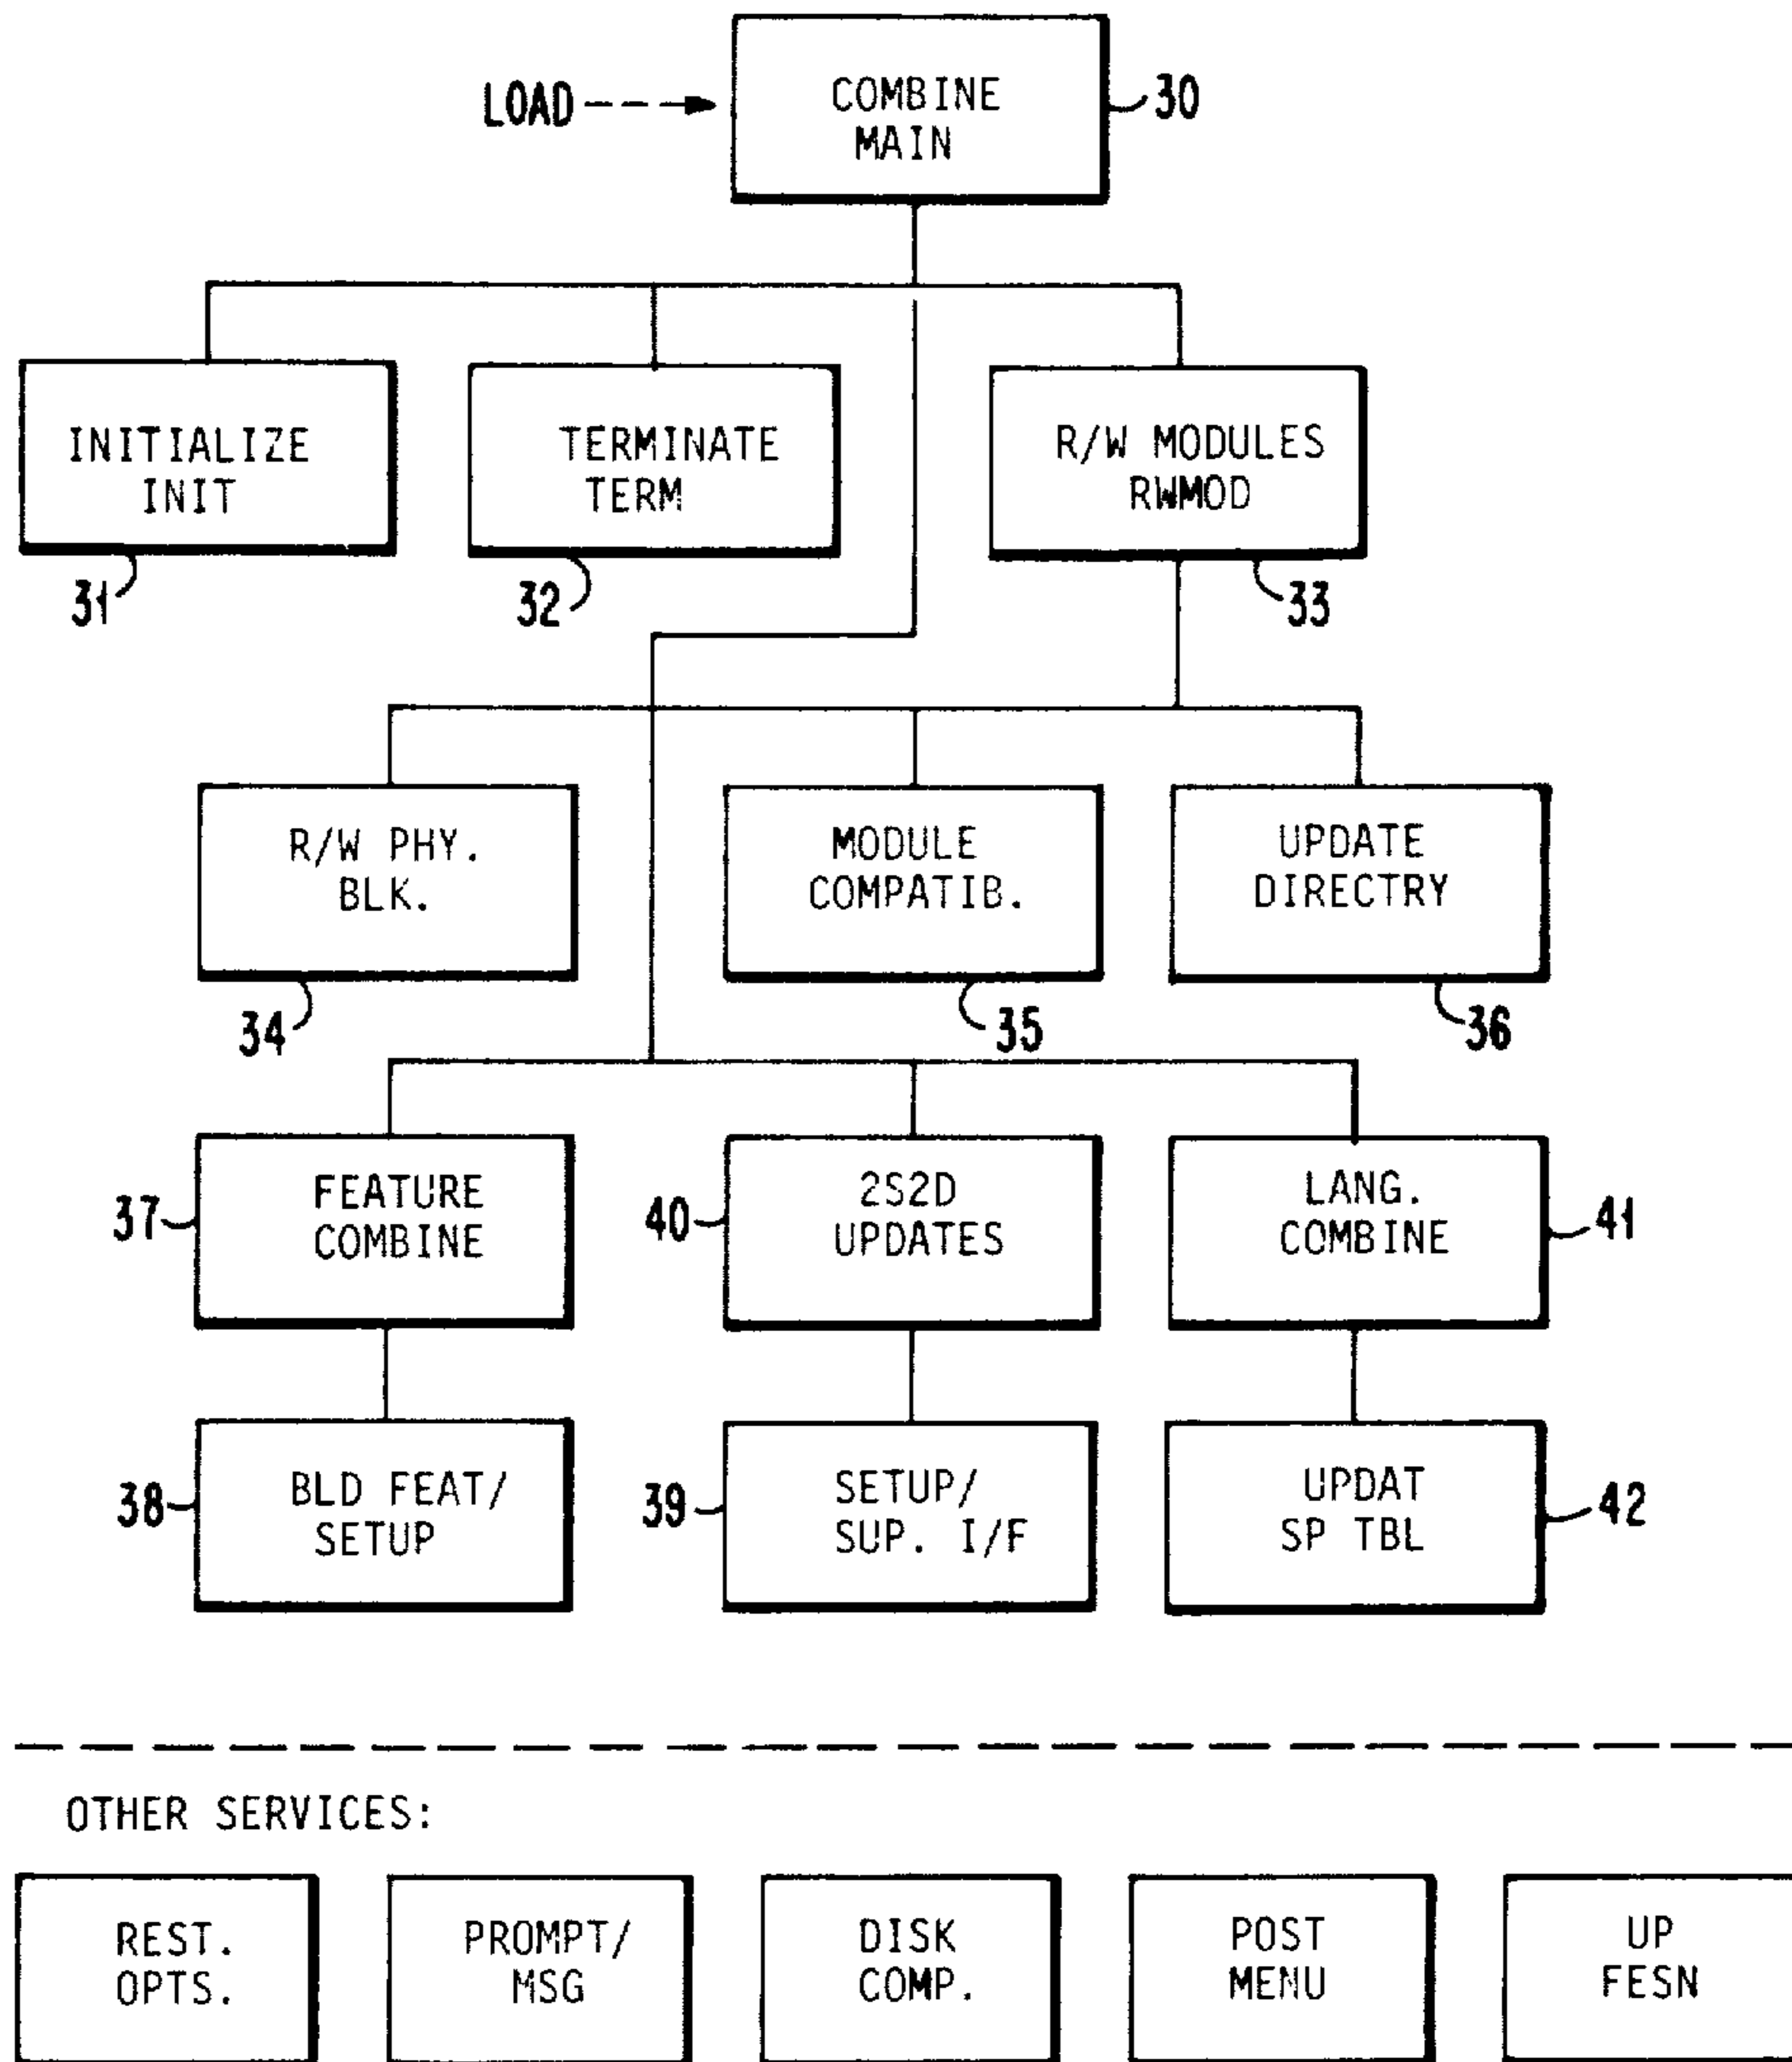 LOAD
COMBINE
MAIN
30
INITIALIZE
INIT
31
TERMINATE
TERM
32
R/W MODULES
RWMOD
33
R/W PHY.
BLK.
34
MODULE
COMPATIB.
35
UPDATE
DIRECTRY
36
37
FEATURE
COMBINE
40
2S2D
UPDATES
LANG.
COMBINE
41
38
BLD FEAT/
SETUP
39
SETUP/
SUP. I/F
UPDAT
SP TBL
42
OTHER SERVICES:
REST.
OPTS.
PROMPT/
MSG
DISK
COMP.
POST
MENU
UP
FESN